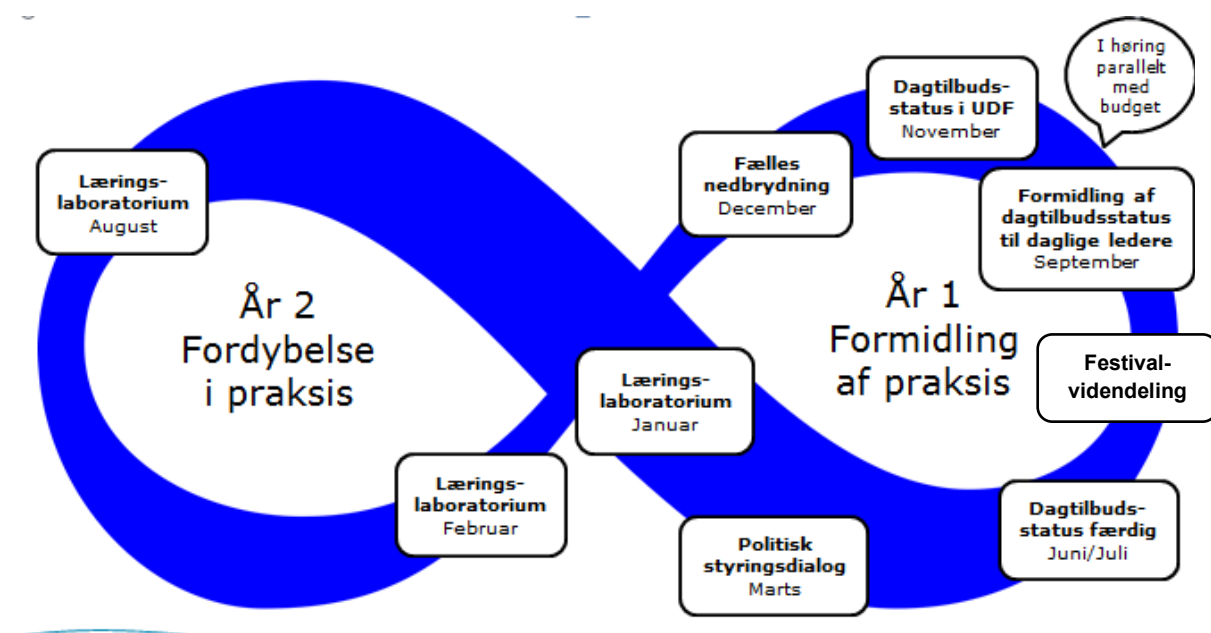 I høring
parallelt
med
budget
Dagtilbuds-
status i UDF
November
Fælles
nedbrydning
December
Lærings-
laboratorium
August
Formidling af
dagtilbudsstatus
til daglige ledere
September
År 2
Fordybelse
i praksis
År 1
Formidling
af praksis
Festival-
videndeling
Lærings-
laboratorium
Januar
Lærings-
laboratorium
Februar
Dagtilbuds-
status færdig
Juni/Juli
Politisk
styringsdialog
Marts